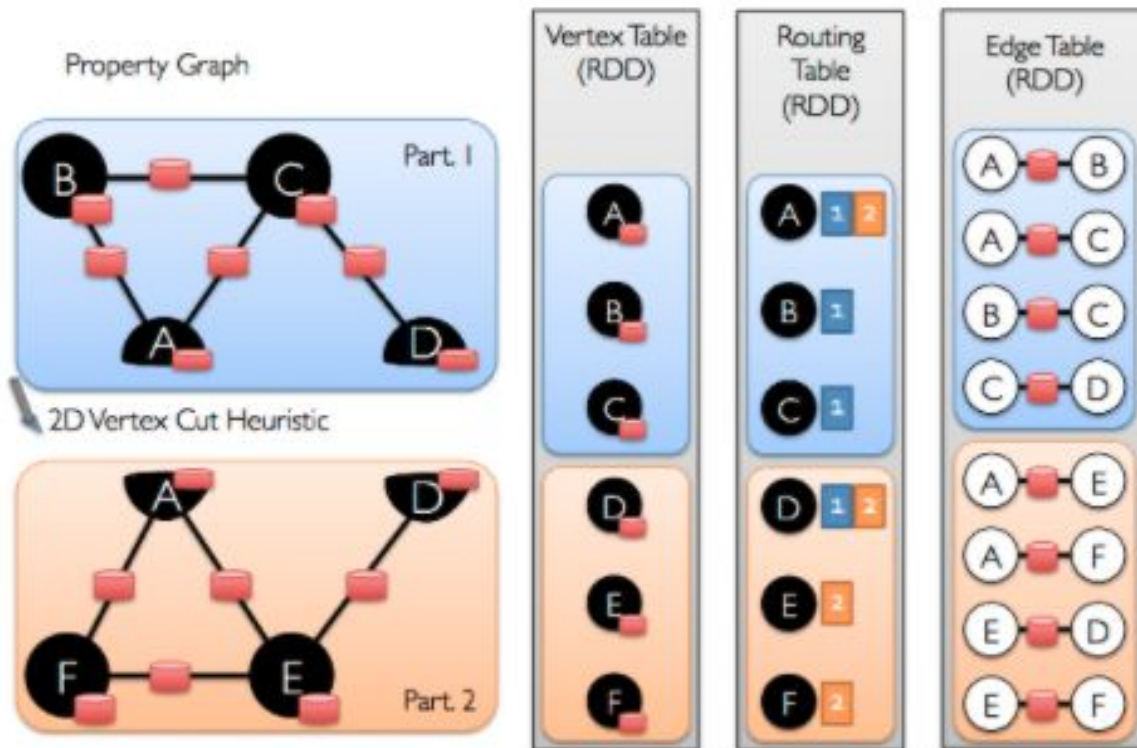 Property Graph
B
C
Part. 1
A
D
2D Vertex Cut Heuristic
A
D
F
E
Part. 2
Vertex Table
(RDD)
A
B
C
D
E
F
Routing
Table
(RDD)
A 1 2
B 1
C 1
D 1 2
E 2
F 2
Edge Table
(RDD)
A B
A C
B C
C D
A E
A F
E D
E F